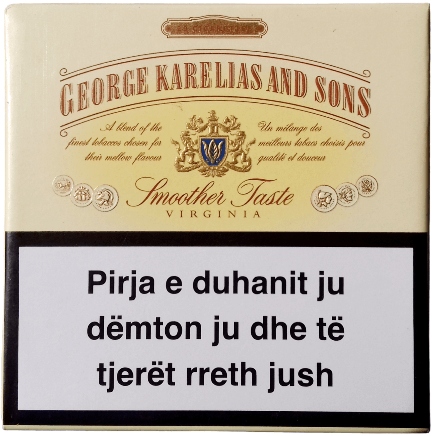 GEORGE KARELIAS AND SONS
A blend of the
finest tobaccos chosen for
their mellow flavour
Un mélange des
meilleurs tabacs choisis pour
qualité et douceur
Smoother Taste
VIRGINIA
Pirja e duhanit ju
dëmton ju dhe të
tjerët rreth jush